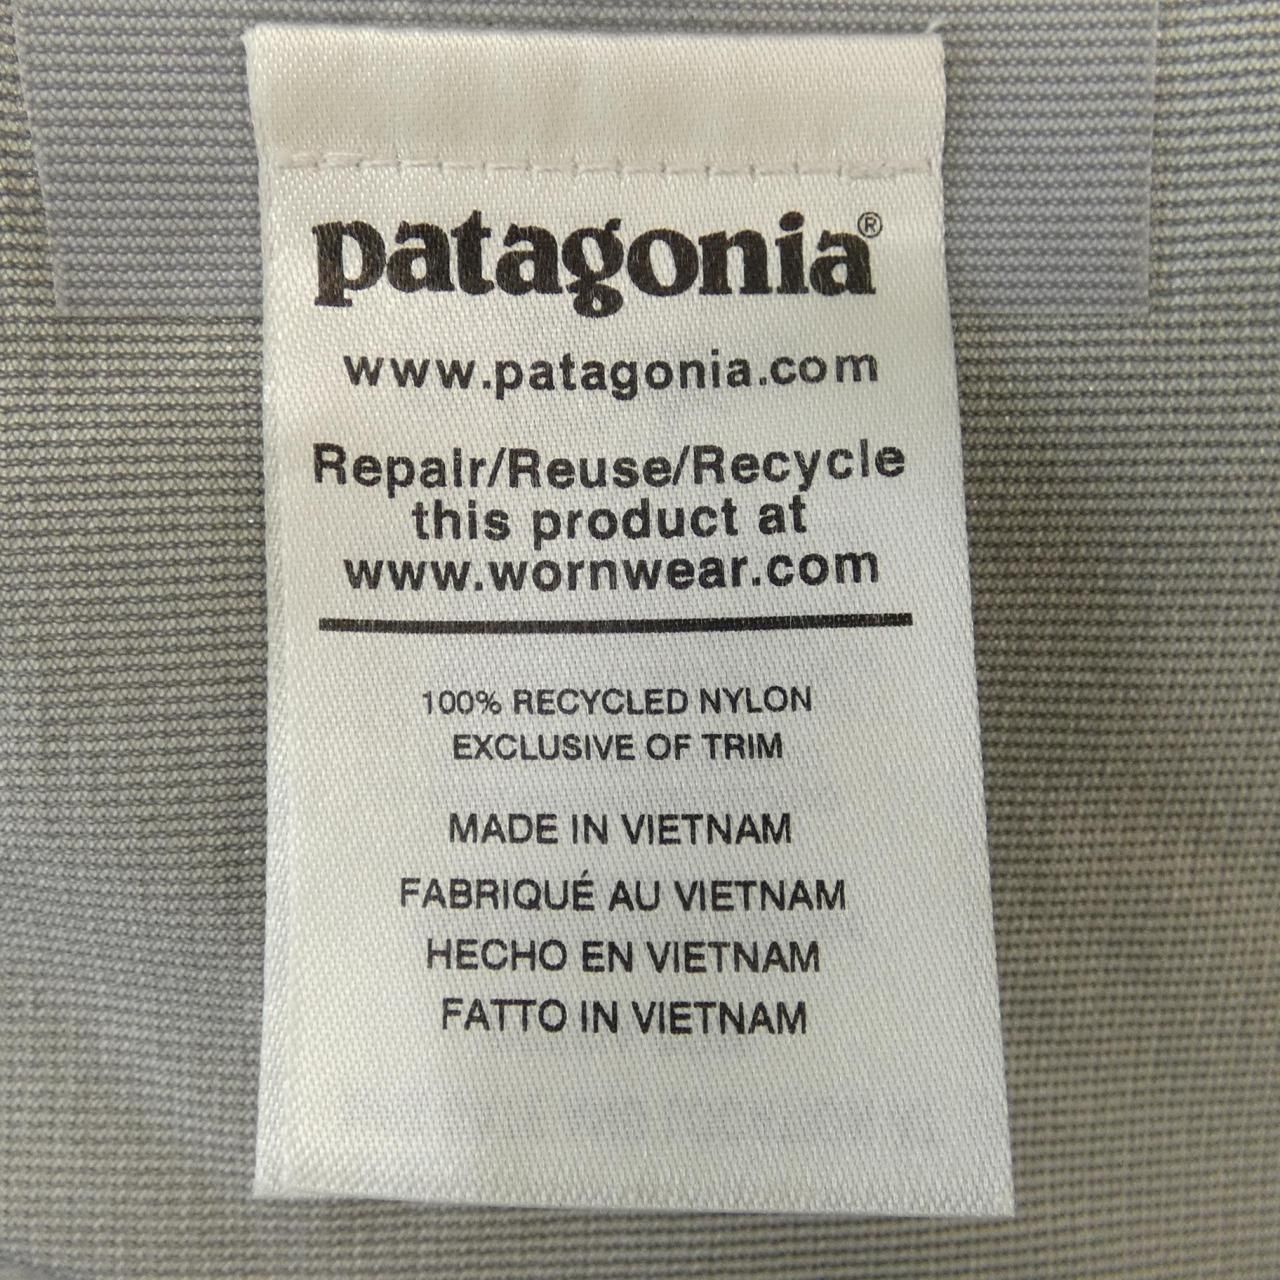 patagonia®
www.patagonia.com
Repair/Reuse/Recycle
this product at
www.wornwear.com
100% RECYCLED NYLON
EXCLUSIVE OF TRIM
MADE IN VIETNAM
FABRIQUÉ AU VIETNAM
HECHO EN VIETNAM
FATTO IN VIETNAM